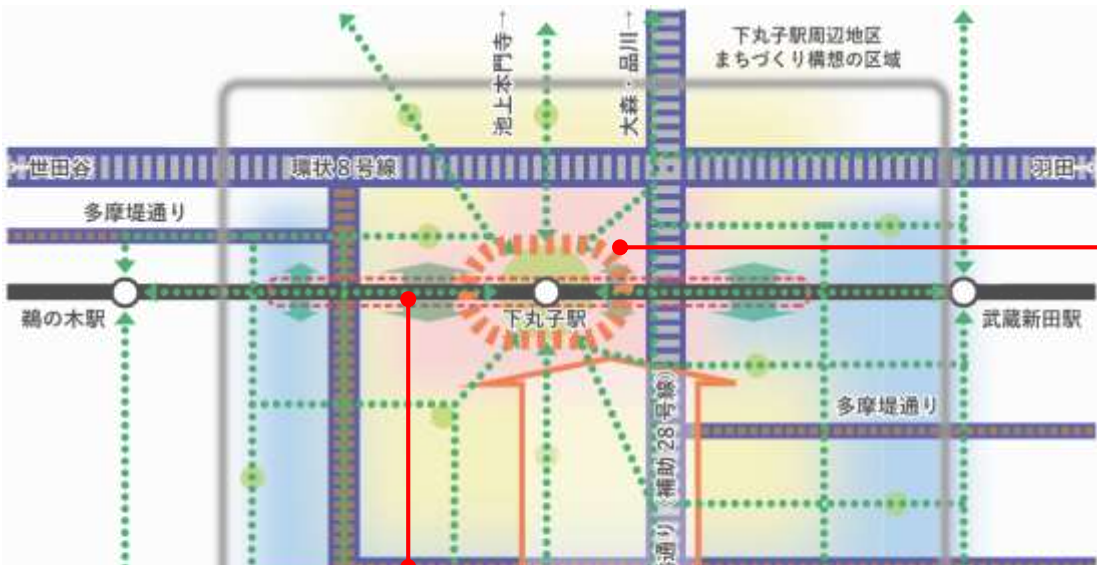 池上本門寺→
大森・品川→
下丸子駅周辺地区
まちづくり構想の区域
世田谷
環状8号線
羽田
多摩堤通り
鵜の木駅
下丸子駅
武蔵新田駅
多摩堤通り
通り（補助28号線）